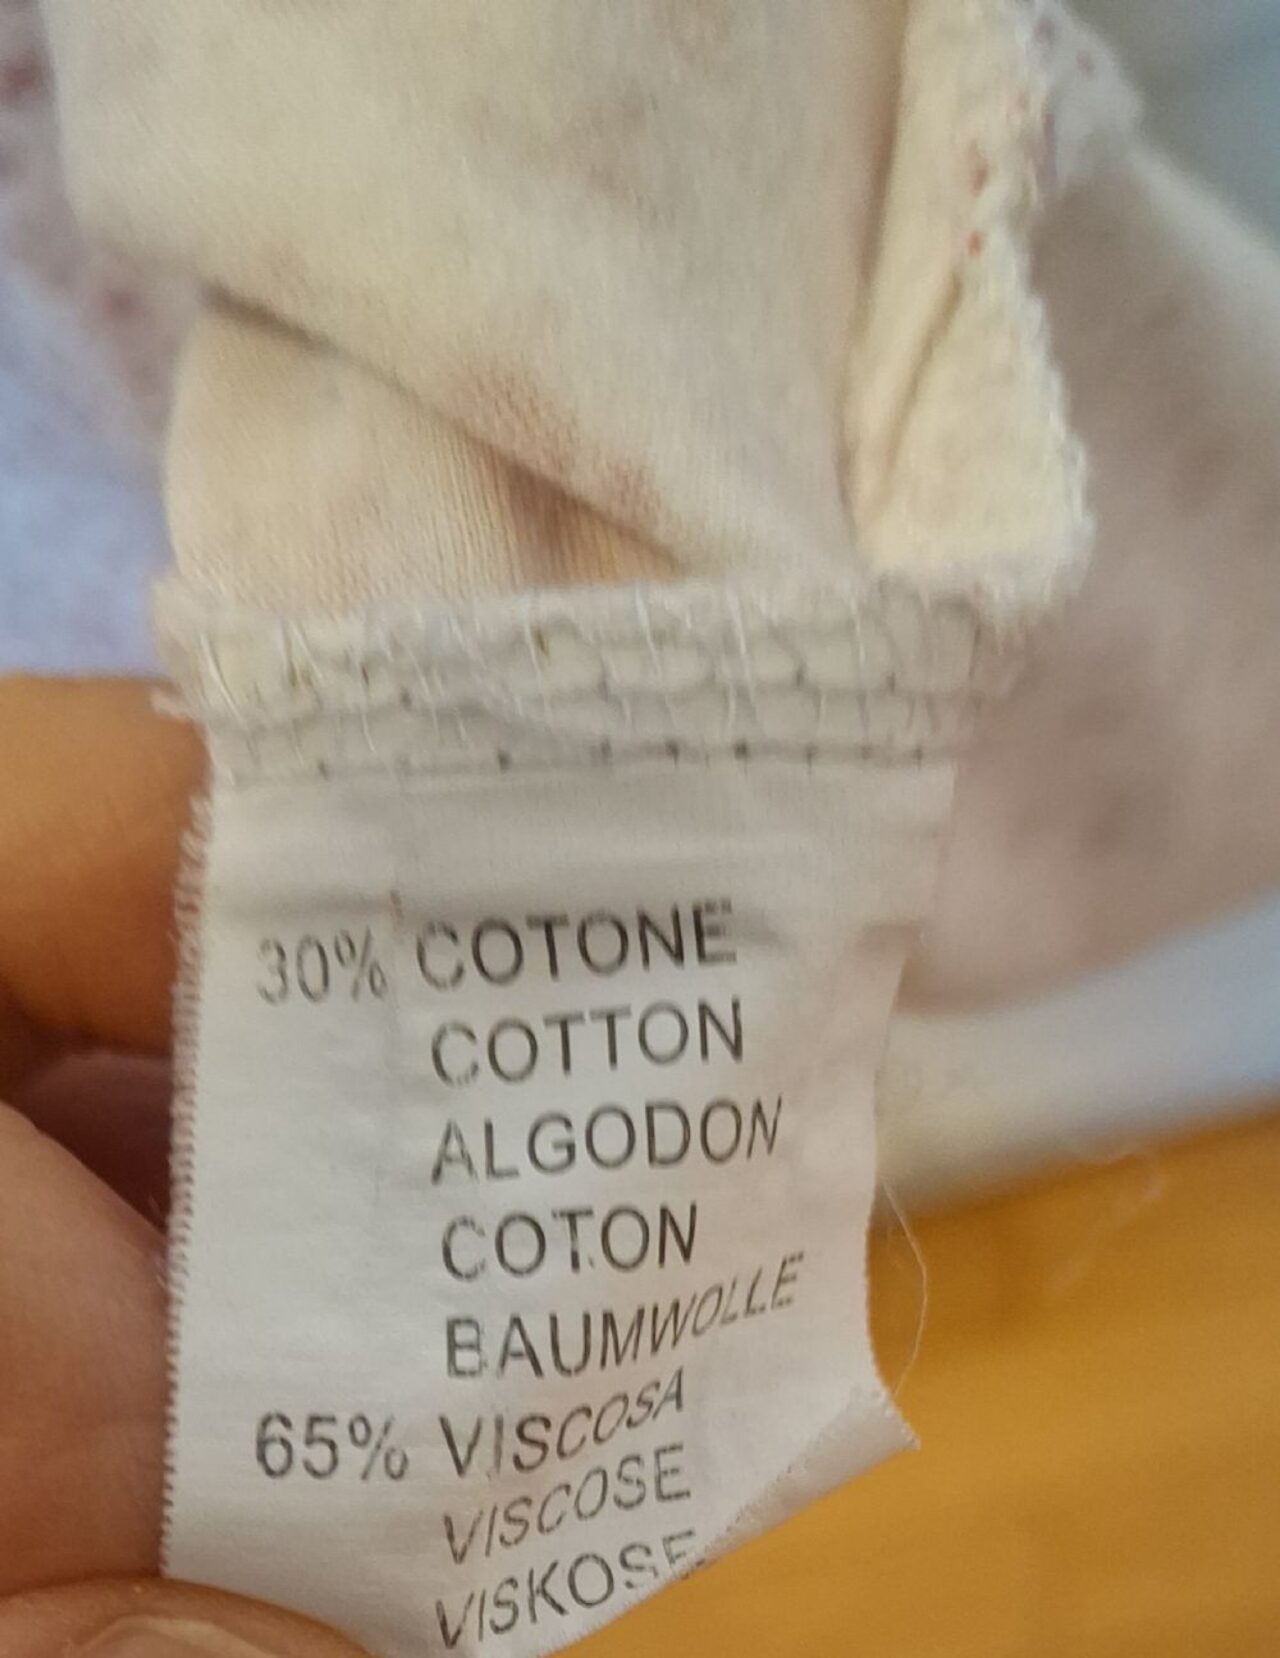 30% COTONE
COTTON
ALGODON
COTON
BAUMWOLLE
65% VISCOSA
VISCOSE
VISKOSE